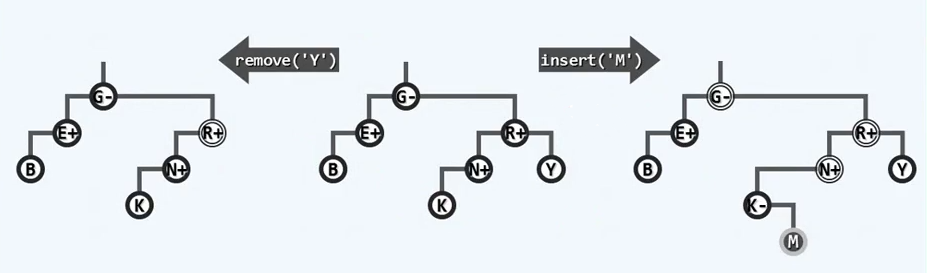 remove('Y') insert('M')
G- G- G-
E+ R+ E+ R+ E+ R+
B N+ B N+ Y B N+ Y
K K K-
M